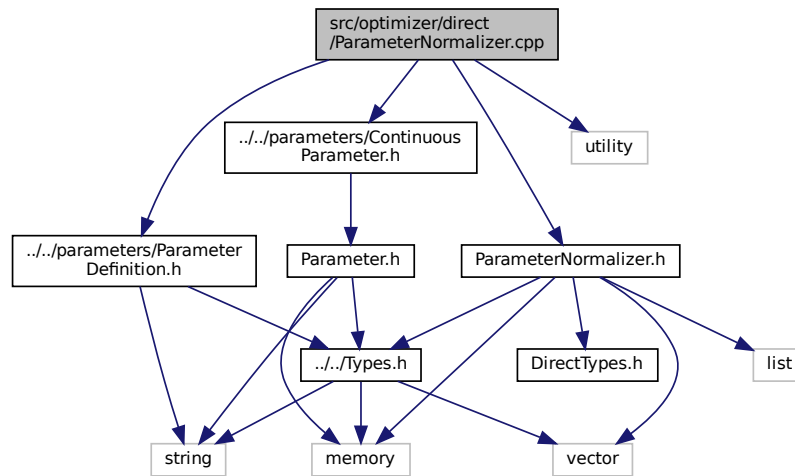 src/optimizer/direct
/ParameterNormalizer.cpp
../../parameters/Continuous
Parameter.h
utility
../../parameters/Parameter
Definition.h
Parameter.h
ParameterNormalizer.h
../../Types.h
DirectTypes.h
list
string
memory
vector